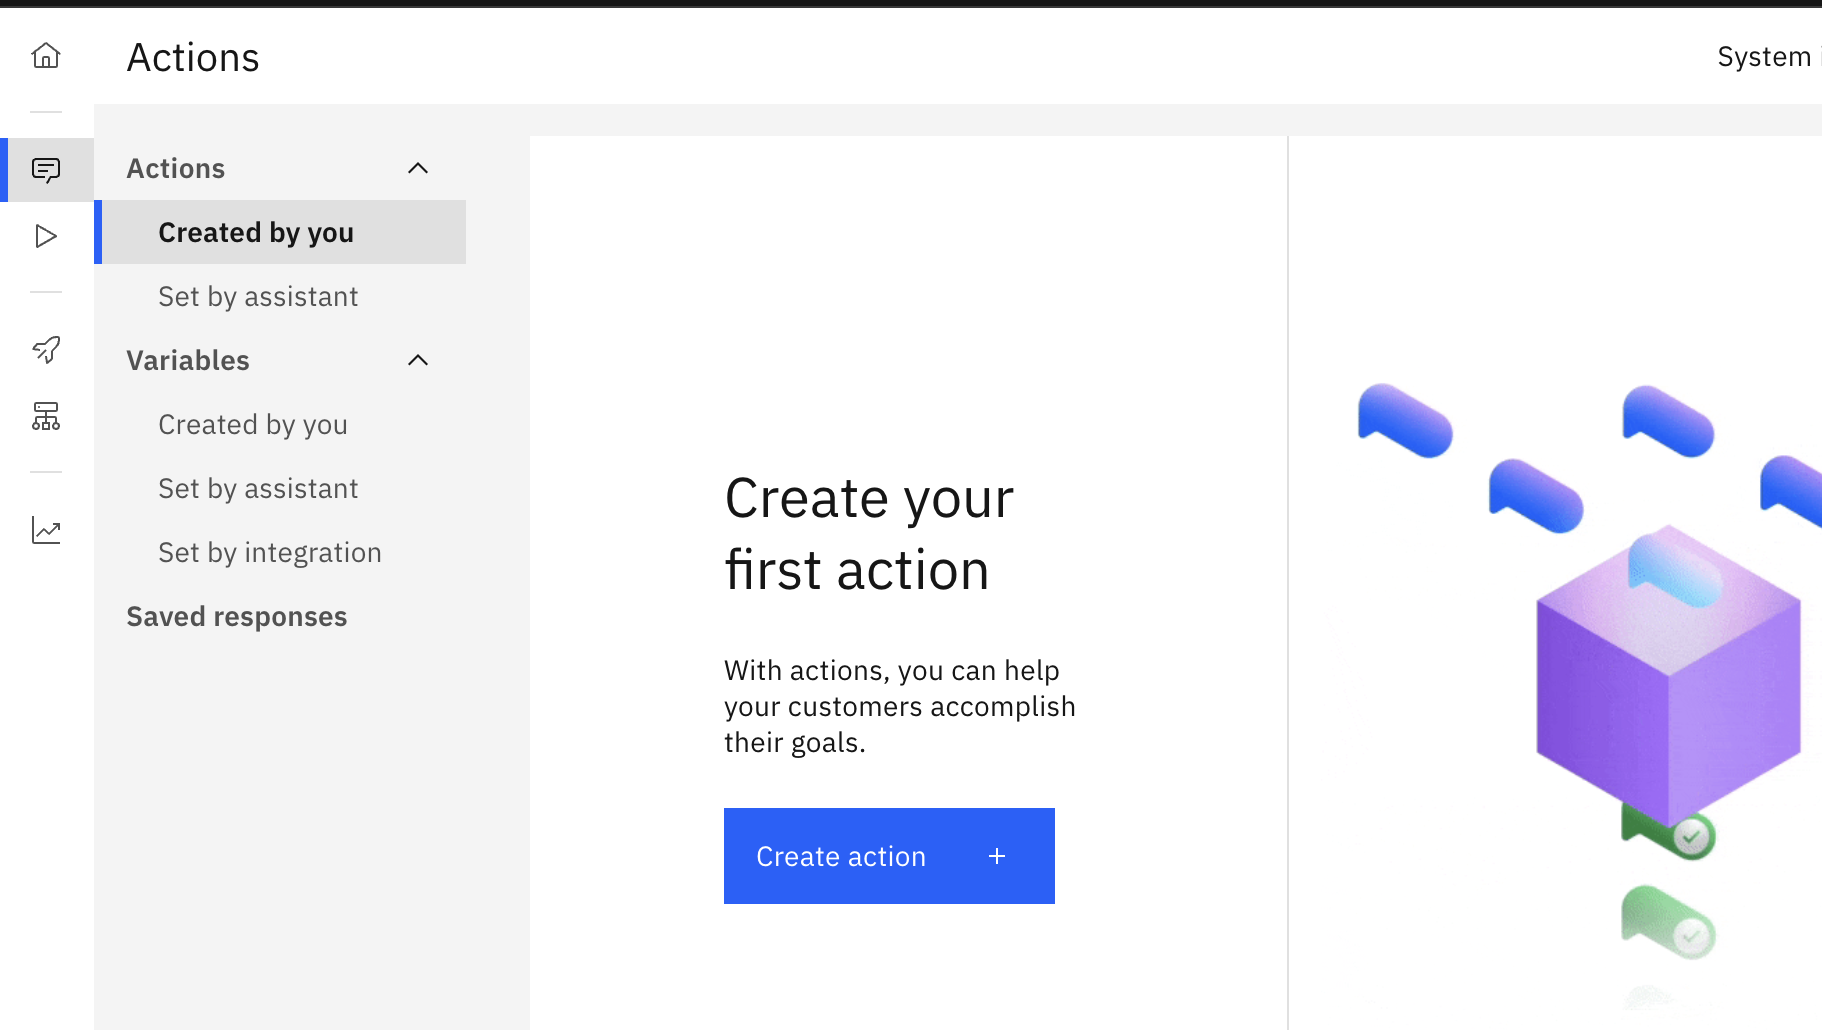 Actions
System
Actions
Created by you
Set by assistant
Variables
Created by you
Set by assistant
Set by integration
Saved responses
Create your
first action
With actions, you can help
your customers accomplish
their goals.
Create action +